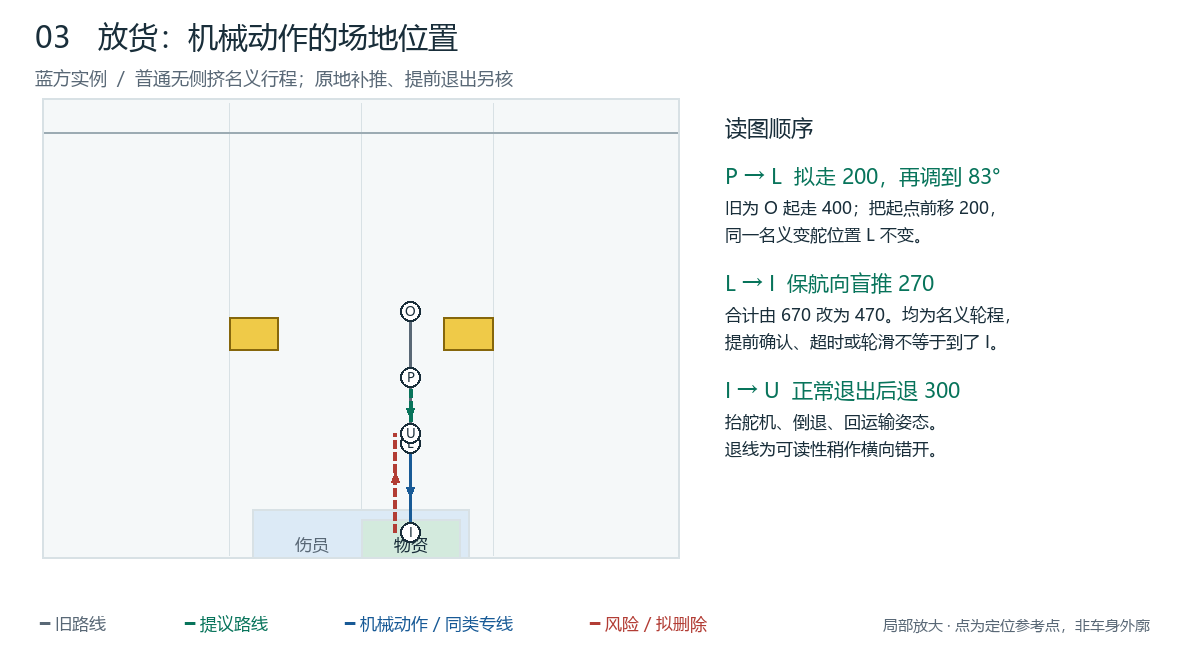 03 放货：机械动作的场地位置
蓝方实例 / 普通无侧挤名义行程；原地补推、提前退出另核
读图顺序
P → L 拟走 200，再调到 83°
旧为 O 起走 400；把起点前移 200，
同一名义变舵位置 L 不变。
L → I 保航向盲推 270
合计由 670 改为 470。均为名义轮程，
提前确认、超时或轮滑不等于到了 I。
I → U 正常退出后退 300
抬舵机、倒退、回运输姿态。
退线为可读性稍作横向错开。
O
P
U
I
伤员
物资
旧路线
提议路线
机械动作 / 同类专线
风险 / 拟删除
局部放大 · 点为定位参考点，非车身外廓